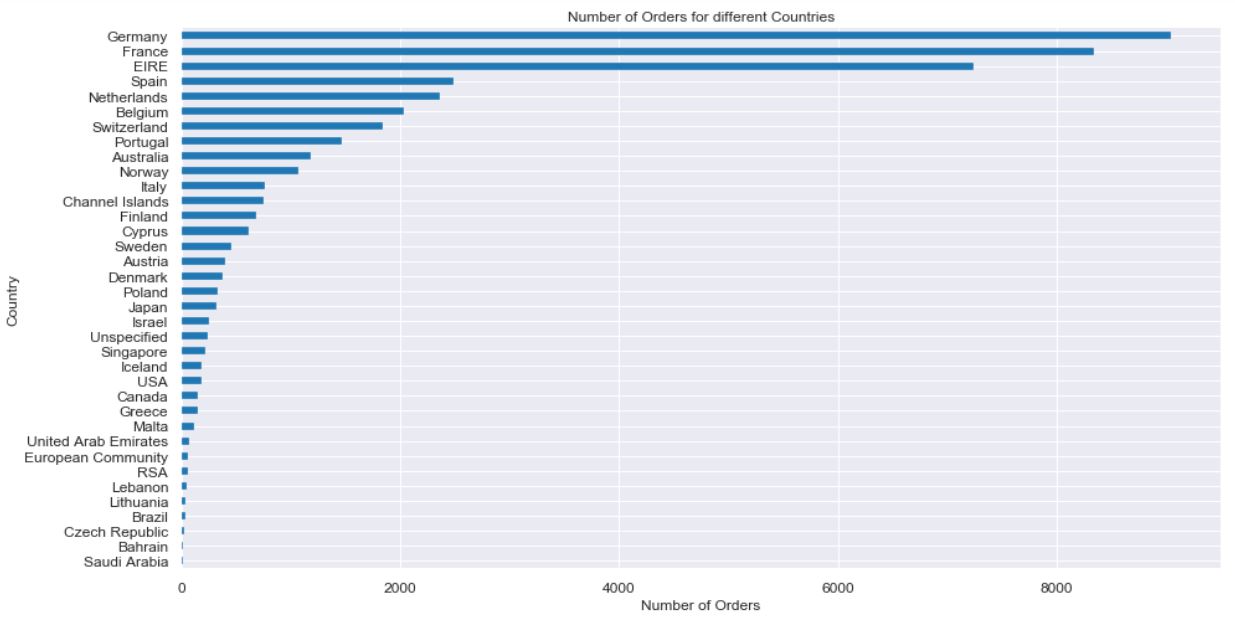 Number of Orders for different Countries
Germany
France
EIRE
Spain
Netherlands
Belgium
Switzerland
Portugal
Australia
Norway
Italy
Channel Islands
Finland
Cyprus
Sweden
Austria
Denmark
Poland
Japan
Israel
Unspecified
Singapore
Iceland
USA
Canada
Greece
Malta
United Arab Emirates
European Community
RSA
Lebanon
Lithuania
Brazil
Czech Republic
Bahrain
Saudi Arabia
Country
0 2000 4000 6000 8000
Number of Orders